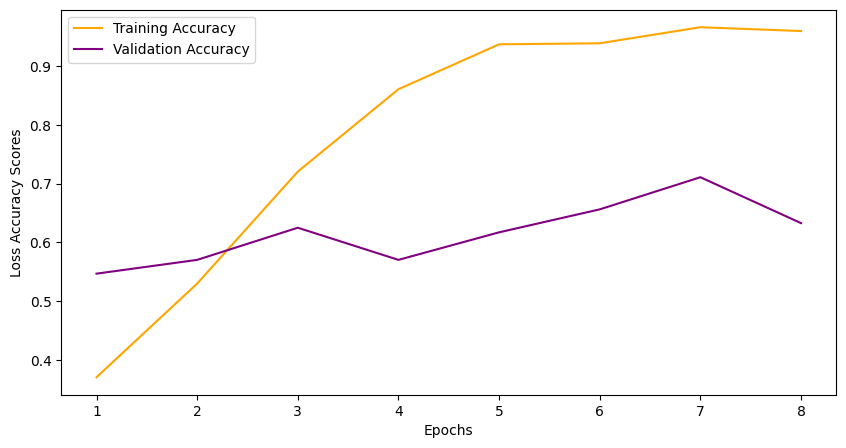 Training Accuracy
Validation Accuracy
Loss Accuracy Scores
0.9
0.8
0.7
0.6
0.5
0.4
1 2 3 4 5 6 7 8
Epochs